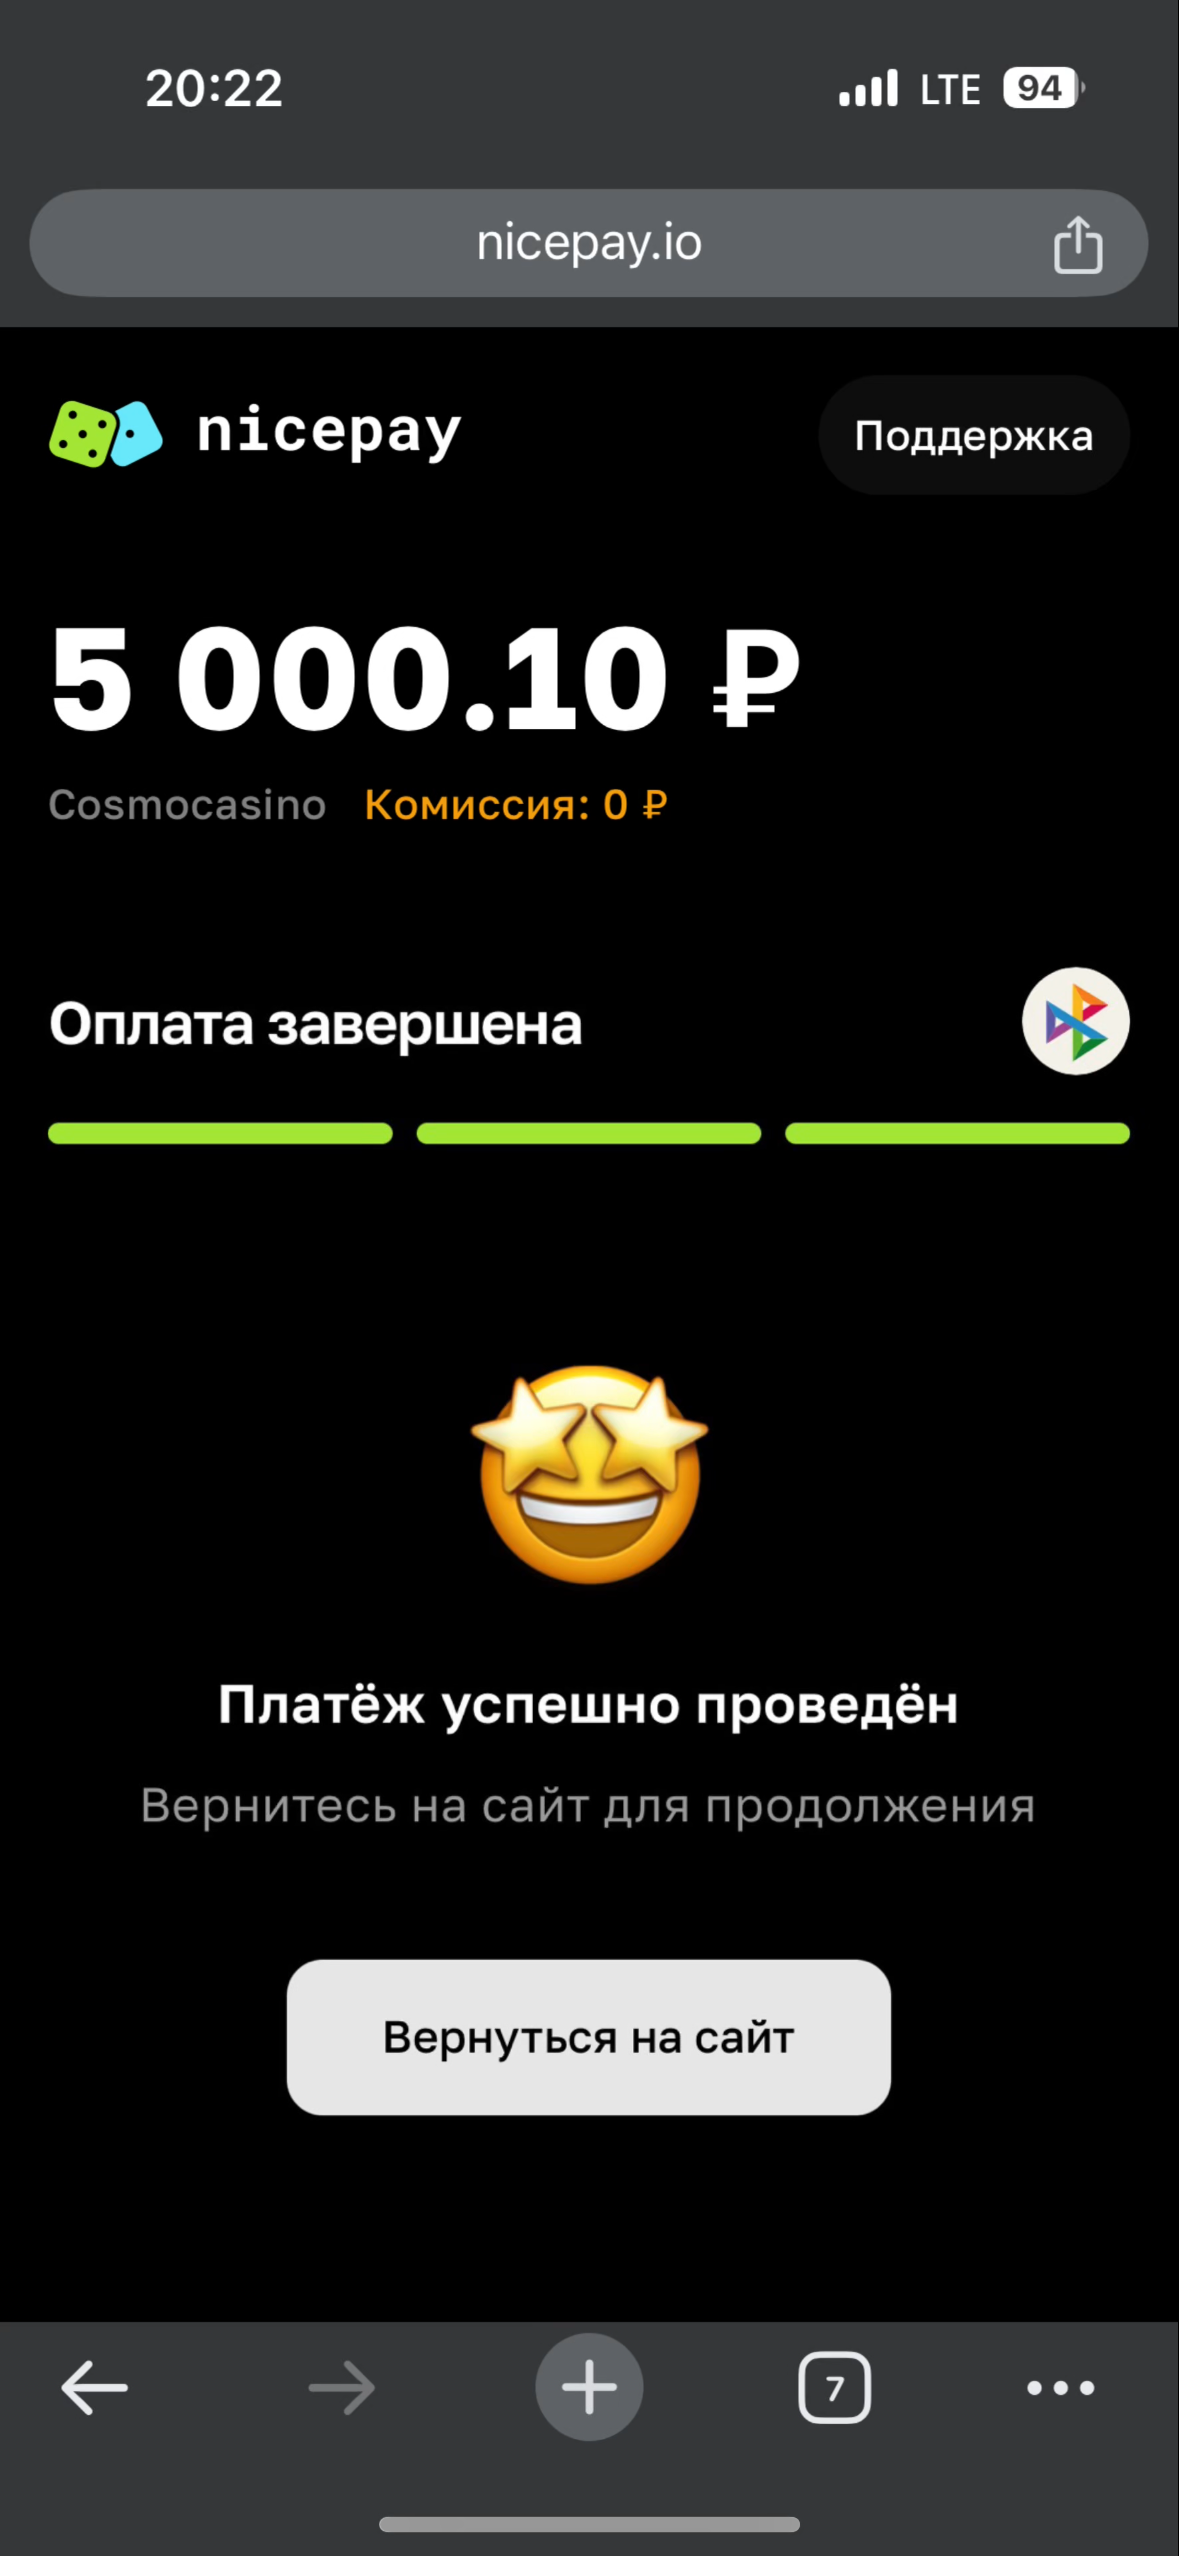 20:22 LTE 94
nicepay.io
nicepay Поддержка
5 000.10 ₽
Cosmocasino Комиссия: 0 ₽
Оплата завершена
Платёж успешно проведён
Вернитесь на сайт для продолжения
Вернуться на сайт
7